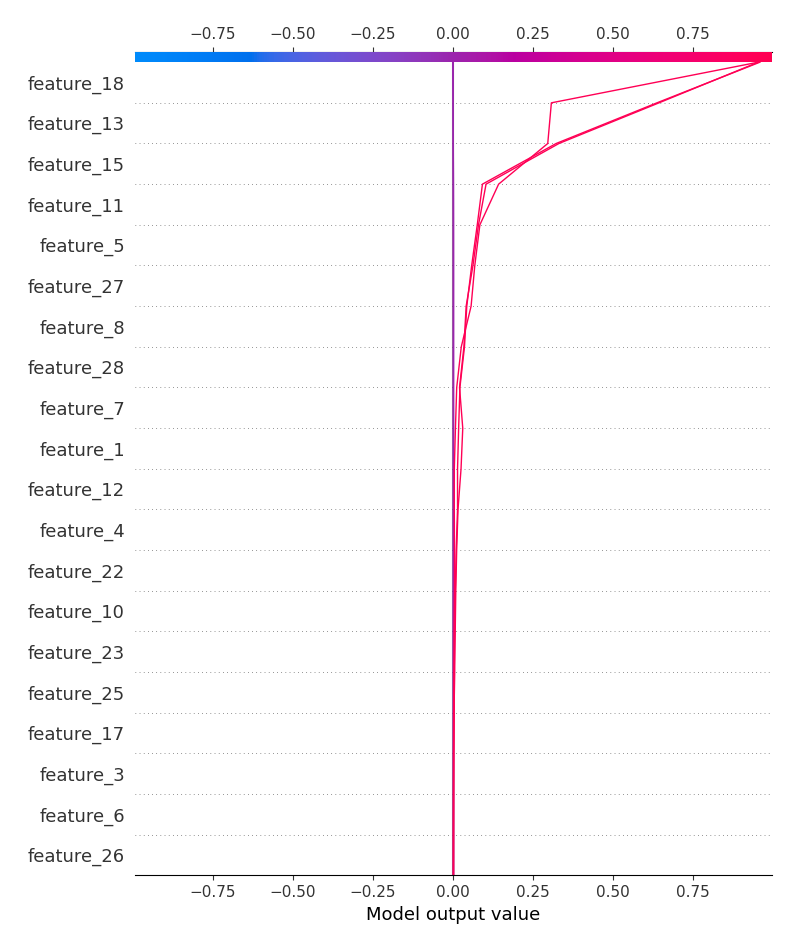 −0.75 −0.50 −0.25 0.00 0.25 0.50 0.75
feature_18
feature_13
feature_15
feature_11
feature_5
feature_27
feature_8
feature_28
feature_7
feature_1
feature_12
feature_4
feature_22
feature_10
feature_23
feature_25
feature_17
feature_3
feature_6
feature_26
−0.75 −0.50 −0.25 0.00 0.25 0.50 0.75
Model output value